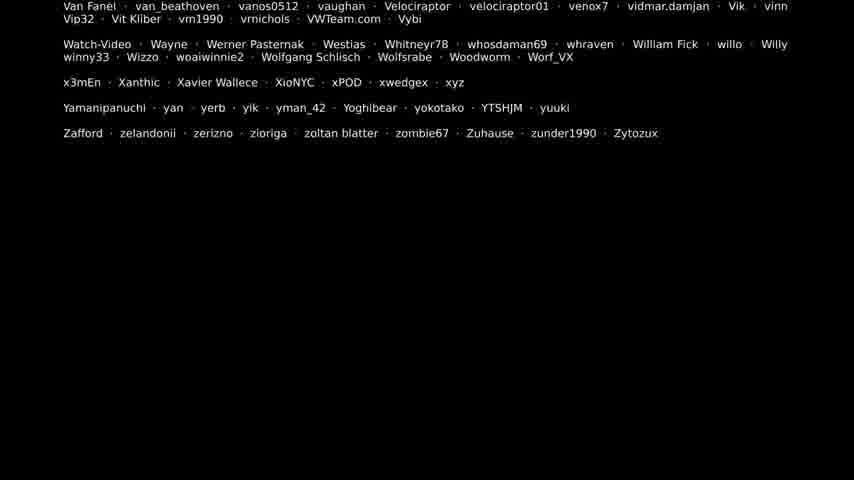 Van Fanel · van_beathoven · vanos0512 · vaughan · Velociraptor · velociraptor01 · venox7 · vidmar.damjan · Vik · vinn
Vip32 · Vit Kliber · vm1990 · vrnichols · VWTeam.com · Vybi
Watch-Video · Wayne · Werner Pasternak · Westias · Whitneyr78 · whosdaman69 · whraven · William Fick · willo · Willy
winny33 · Wizzo · woaiwinnie2 · Wolfgang Schlisch · Wolfsrabe · Woodworm · Worf_VX
x3mEn · Xanthic · Xavier Wallece · XioNYC · xPOD · xwedgex · xyz
Yamanipanuchi · yan · yerb · yik · yman_42 · Yoghibear · yokotako · YTSHJM · yuuki
Zafford · zelandonii · zerizno · zioriga · zoltan blatter · zombie67 · Zuhause · zunder1990 · Zytozux